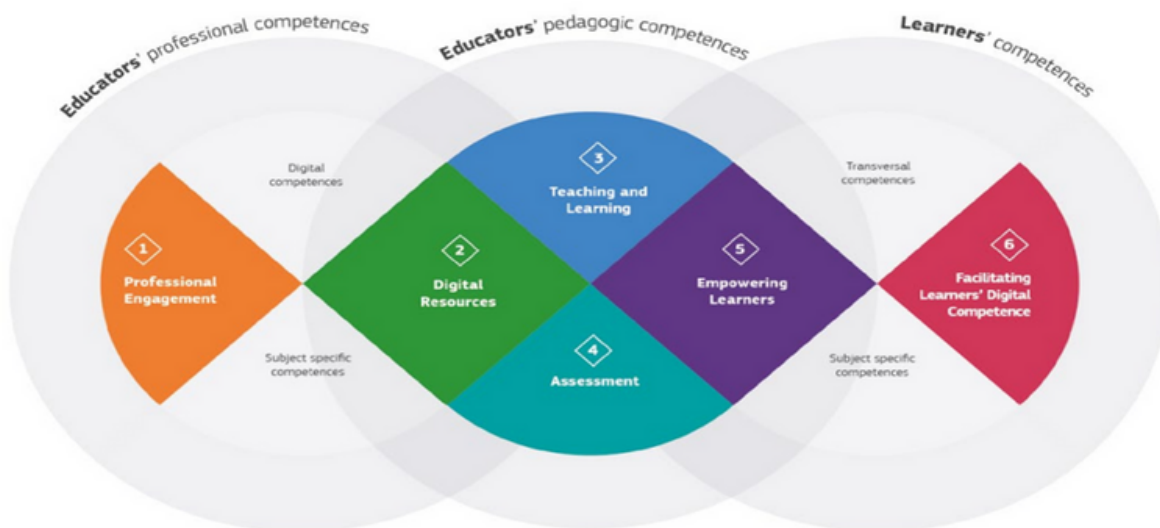 Educators' professional competences
Educators' pedagogic competences
Learners' competences
Digital
competences
Transversal
competences
1
Professional
Engagement
2
Digital
Resources
3
Teaching and
Learning
4
Assessment
5
Empowering
Learners
6
Facilitating
Learners' Digital
Competence
Subject specific
competences
Subject specific
competences